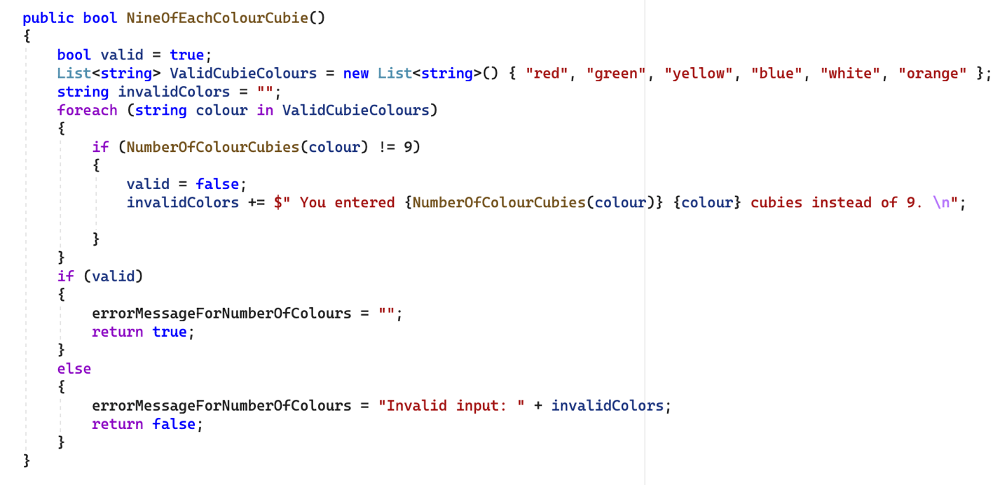 public bool NineOfEachColourCubie()
{
    bool valid = true;
    List<string> ValidCubieColours = new List<string>() { "red", "green", "yellow", "blue", "white", "orange" };
    string invalidColors = "";
    foreach (string colour in ValidCubieColours)
    {
        if (NumberOfColourCubies(colour) != 9)
        {
            valid = false;
            invalidColors += $" You entered {NumberOfColourCubies(colour)} {colour} cubies instead of 9. \n";
        }
    }
    if (valid)
    {
        errorMessageForNumberOfColours = "";
        return true;
    }
    else
    {
        errorMessageForNumberOfColours = "Invalid input: " + invalidColors;
        return false;
    }
}